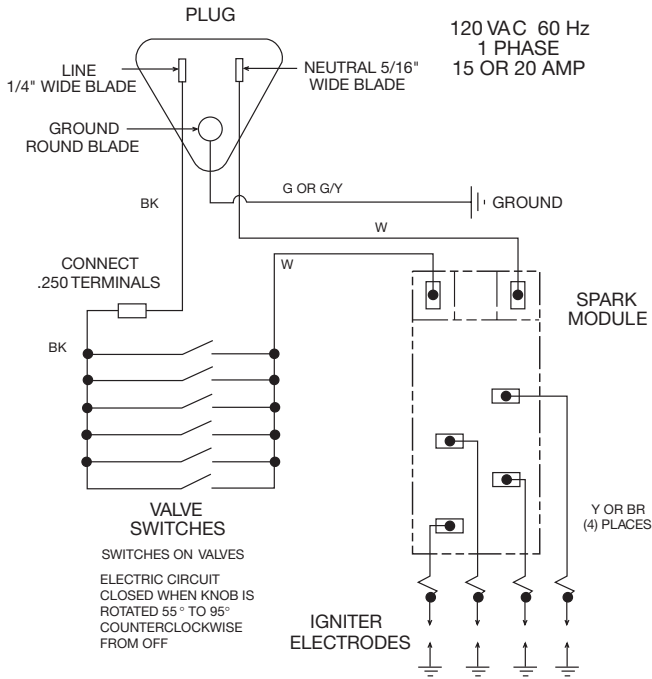 PLUG
120 VAC 60 Hz
1 PHASE
15 OR 20 AMP
LINE
1/4" WIDE BLADE
NEUTRAL 5/16"
WIDE BLADE
GROUND
ROUND BLADE
G OR G/Y
GROUND
BK
W
CONNECT
.250 TERMINALS
W
SPARK
MODULE
BK
VALVE
SWITCHES
SWITCHES ON VALVES
ELECTRIC CIRCUIT
CLOSED WHEN KNOB IS
ROTATED 55° TO 95°
COUNTERCLOCKWISE
FROM OFF
Y OR BR
(4) PLACES
IGNITER
ELECTRODES